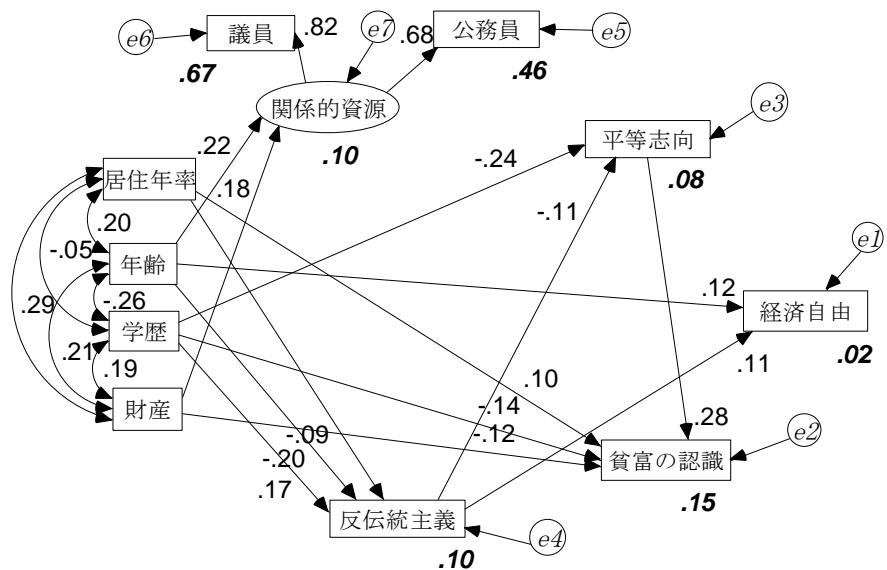 e6
議員
.82
e7
.68
公務員
e5
.67
.46
関係的資源
.10
e3
平等志向
.08
.22
-.24
居住年率
.18
-.11
.20
-.05
年齢
e1
.12
-.26
.29
学歴
経済自由
.02
.21
.19
.11
.10
財産
-.14
-.12
.28
-.09
e2
貧富の認識
-.20
.15
.17
反伝統主義
e4
.10